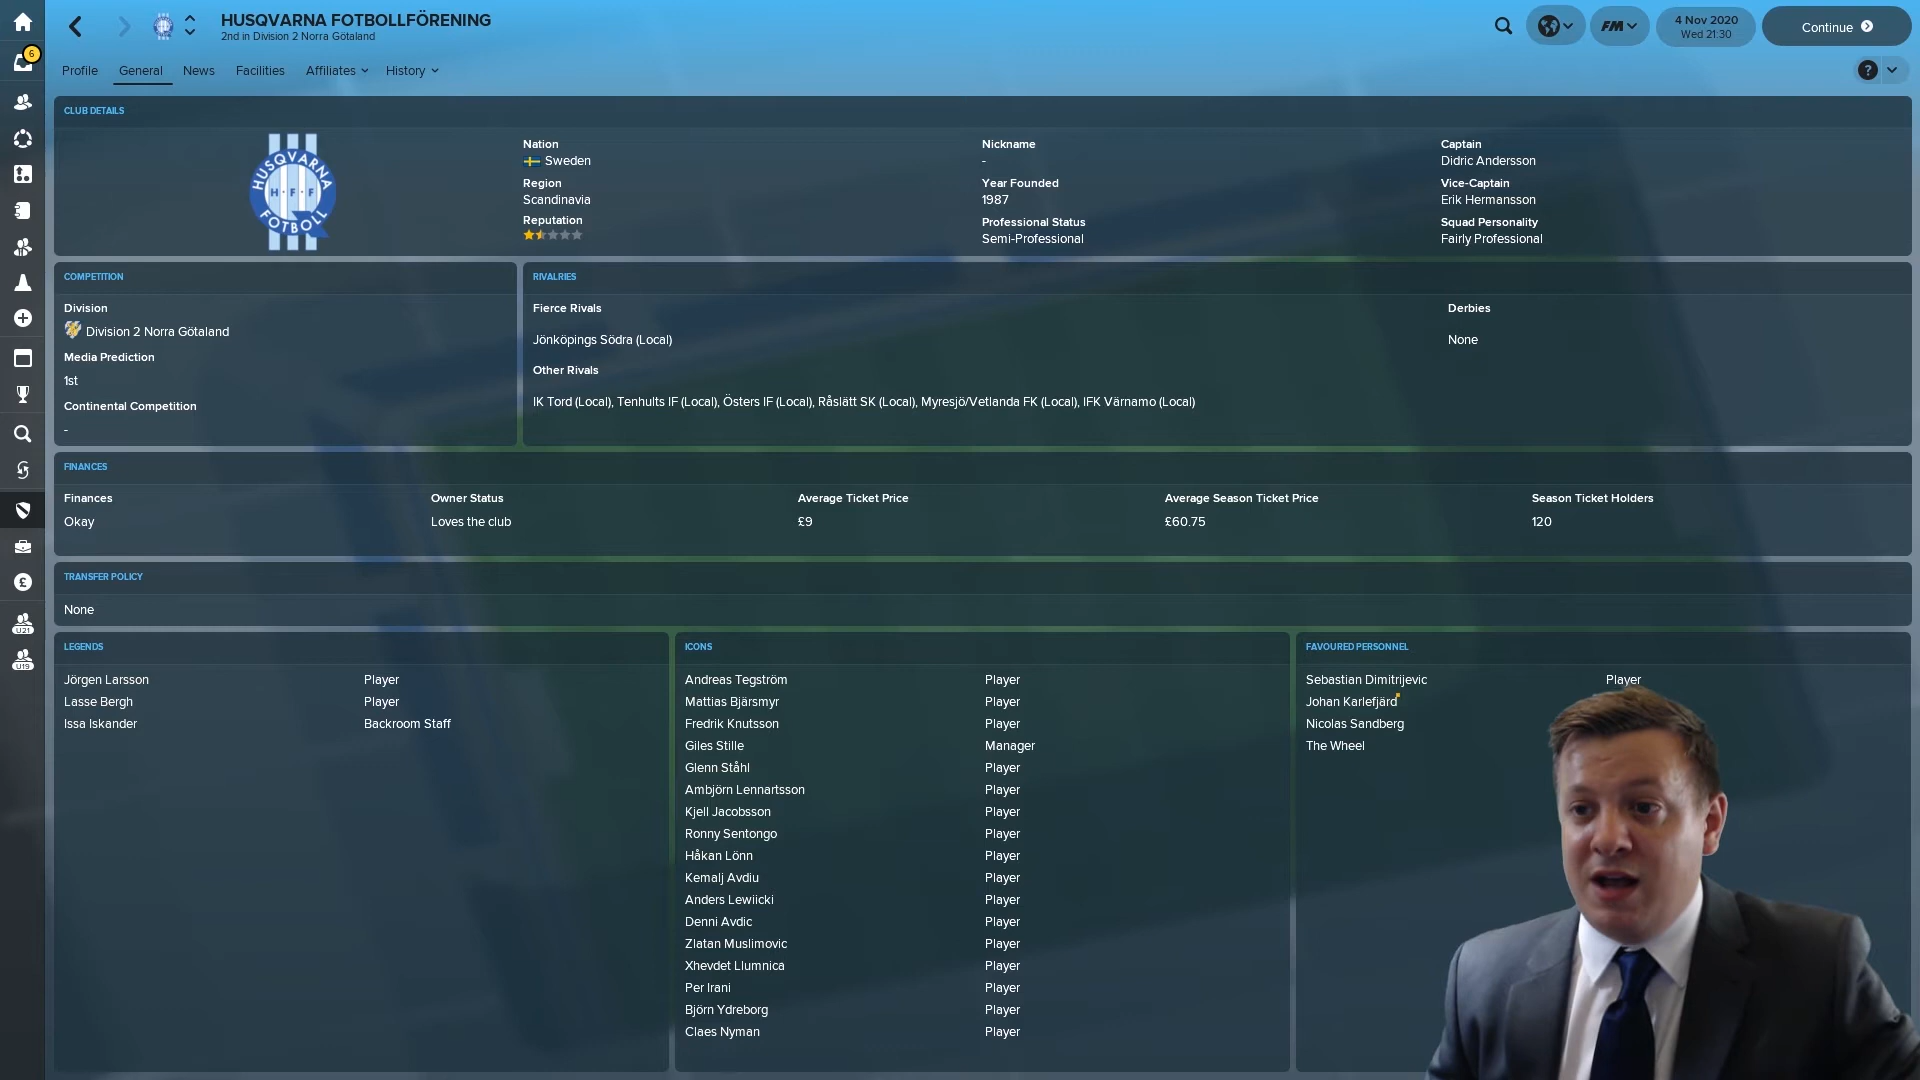 6
HUSQVARNA FOTBOLLFÖRENING
2nd in Division 2 Norra Götaland
FM
4 Nov 2020
Wed 21:30
Continue
Profile General News Facilities Affiliates History
?
CLUB DETAILS
HUSQVARNA
H·F·F
FOTBOLL
Nation
Sweden
Region
Scandinavia
Reputation
Nickname
-
Year Founded
1987
Professional Status
Semi-Professional
Captain
Didric Andersson
Vice-Captain
Erik Hermansson
Squad Personality
Fairly Professional
COMPETITION
Division
Division 2 Norra Götaland
Media Prediction
1st
Continental Competition
-
RIVALRIES
Fierce Rivals
Jönköpings Södra (Local)
Other Rivals
IK Tord (Local), Tenhults IF (Local), Östers IF (Local), Råslätt SK (Local), Myresjö/Vetlanda FK (Local), IFK Värnamo (Local)
Derbies
None
FINANCES
Finances Owner Status Average Ticket Price Average Season Ticket Price Season Ticket Holders
Okay Loves the club £9 £60.75 120
TRANSFER POLICY
None
LEGENDS
Jörgen Larsson Player
Lasse Bergh Player
Issa Iskander Backroom Staff
ICONS
Andreas Tegström Player
Mattias Bjärsmyr Player
Fredrik Knutsson Player
Giles Stille Manager
Glenn Ståhl Player
Ambjörn Lennartsson Player
Kjell Jacobsson Player
Ronny Sentongo Player
Håkan Lönn Player
Kemalj Avdiu Player
Anders Lewiicki Player
Denni Avdic Player
Zlatan Muslimovic Player
Xhevdet Llumnica Player
Per Irani Player
Björn Ydreborg Player
Claes Nyman Player
FAVOURED PERSONNEL
Sebastian Dimitrijevic Player
Johan Karlefjärd
Nicolas Sandberg
The Wheel
£
U21
U19